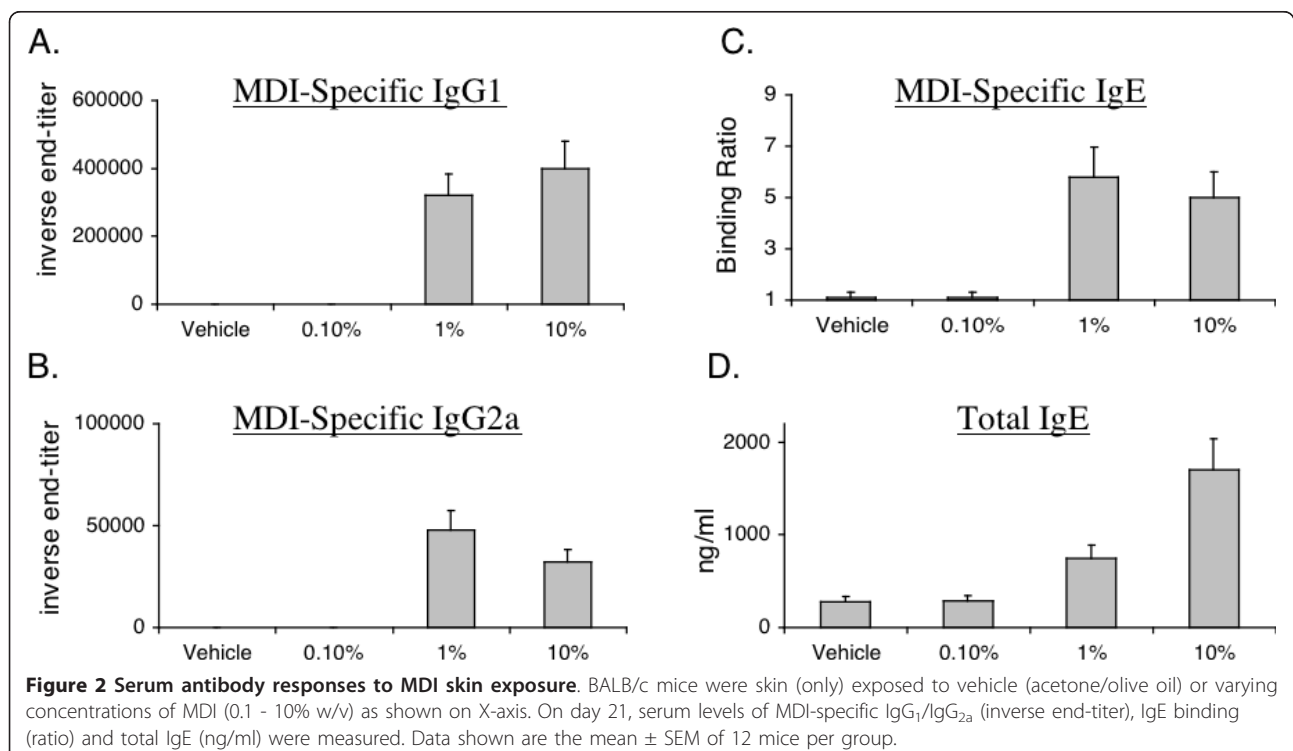 A.
MDI-Specific IgG1
inverse end-titer
600000
400000
200000
0
Vehicle 0.10% 1% 10%
B.
MDI-Specific IgG2a
inverse end-titer
100000
50000
0
Vehicle 0.10% 1% 10%
C.
MDI-Specific IgE
Binding Ratio
9
7
5
3
1
Vehicle 0.10% 1% 10%
D.
Total IgE
ng/ml
2000
1000
0
Vehicle 0.10% 1% 10%
Figure 2 Serum antibody responses to MDI skin exposure. BALB/c mice were skin (only) exposed to vehicle (acetone/olive oil) or varying
concentrations of MDI (0.1 - 10% w/v) as shown on X-axis. On day 21, serum levels of MDI-specific IgG₁/IgG₂ₐ (inverse end-titer), IgE binding
(ratio) and total IgE (ng/ml) were measured. Data shown are the mean ± SEM of 12 mice per group.